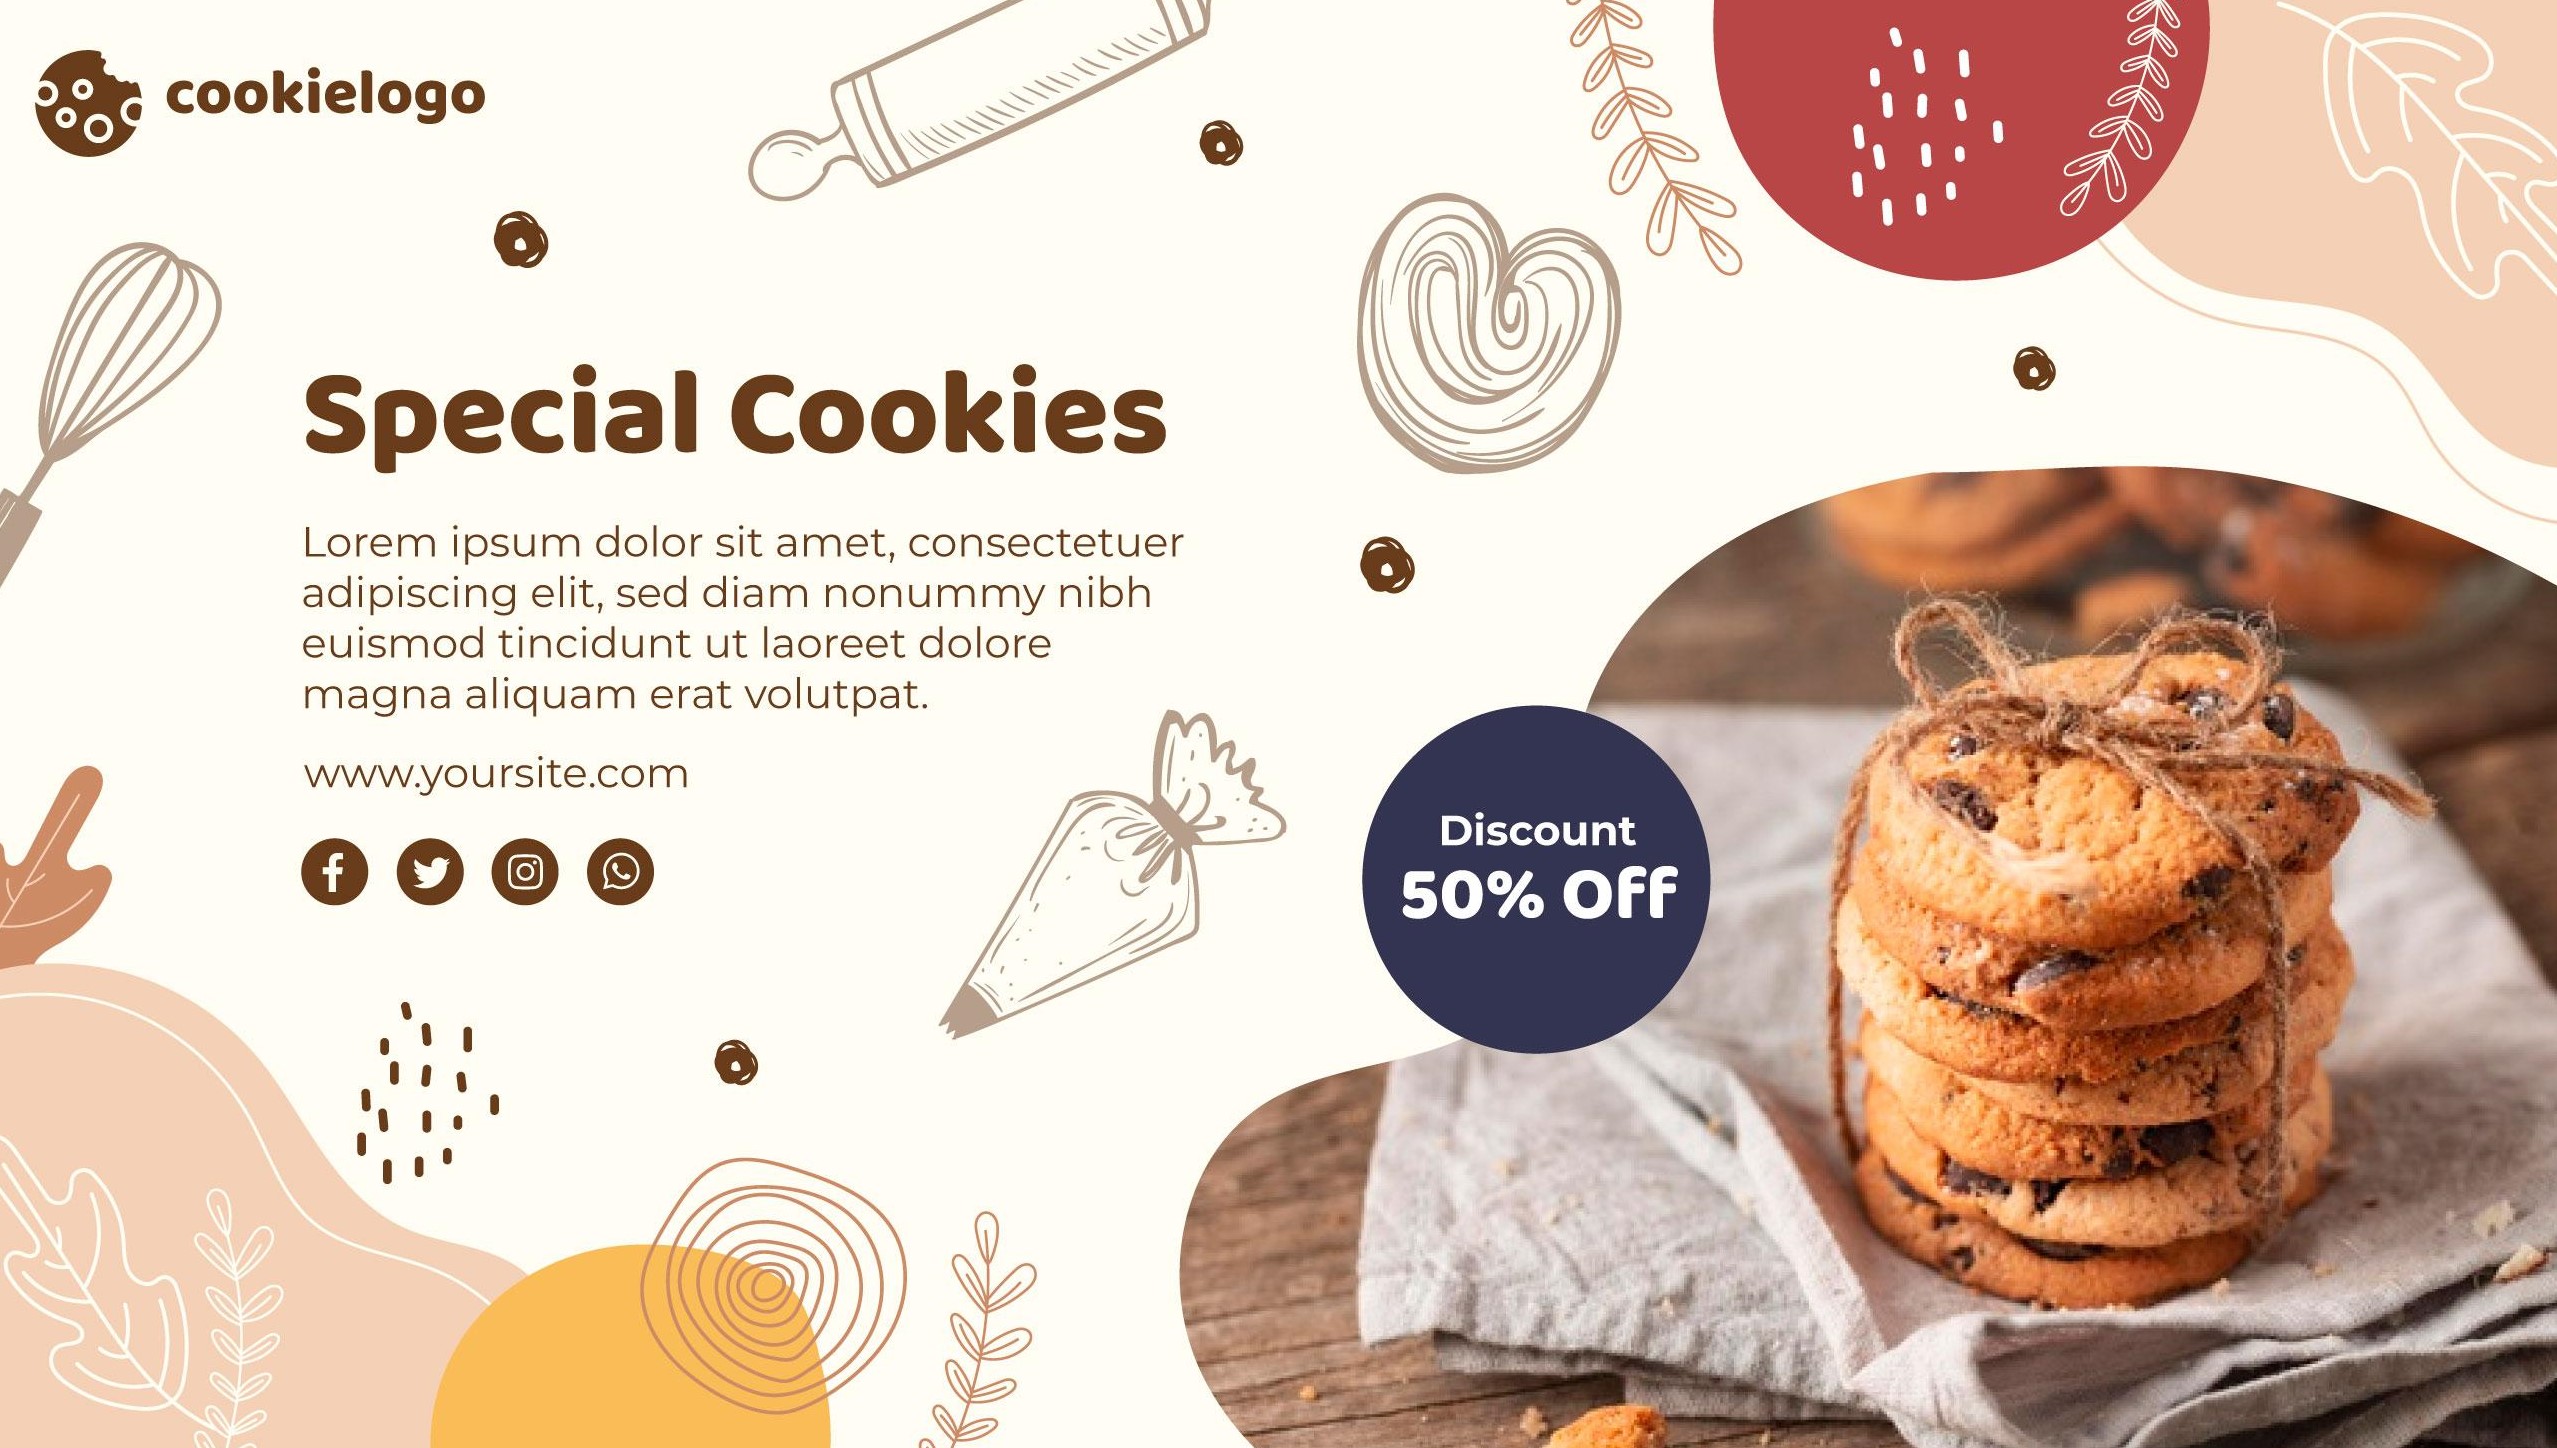 cookielogo
Special Cookies
Lorem ipsum dolor sit amet, consectetuer
adipiscing elit, sed diam nonummy nibh
euismod tincidunt ut laoreet dolore
magna aliquam erat volutpat.
www.yoursite.com
Discount
50% Off